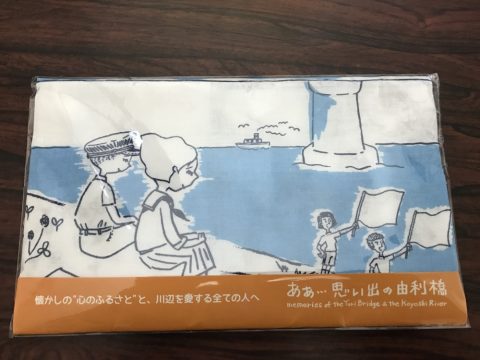 懐かしの"心のふるさと"と、川辺を愛する全ての人へ
ああ…思い出の由利橋
memories of the Yuri Bridge & the Koyoshi River